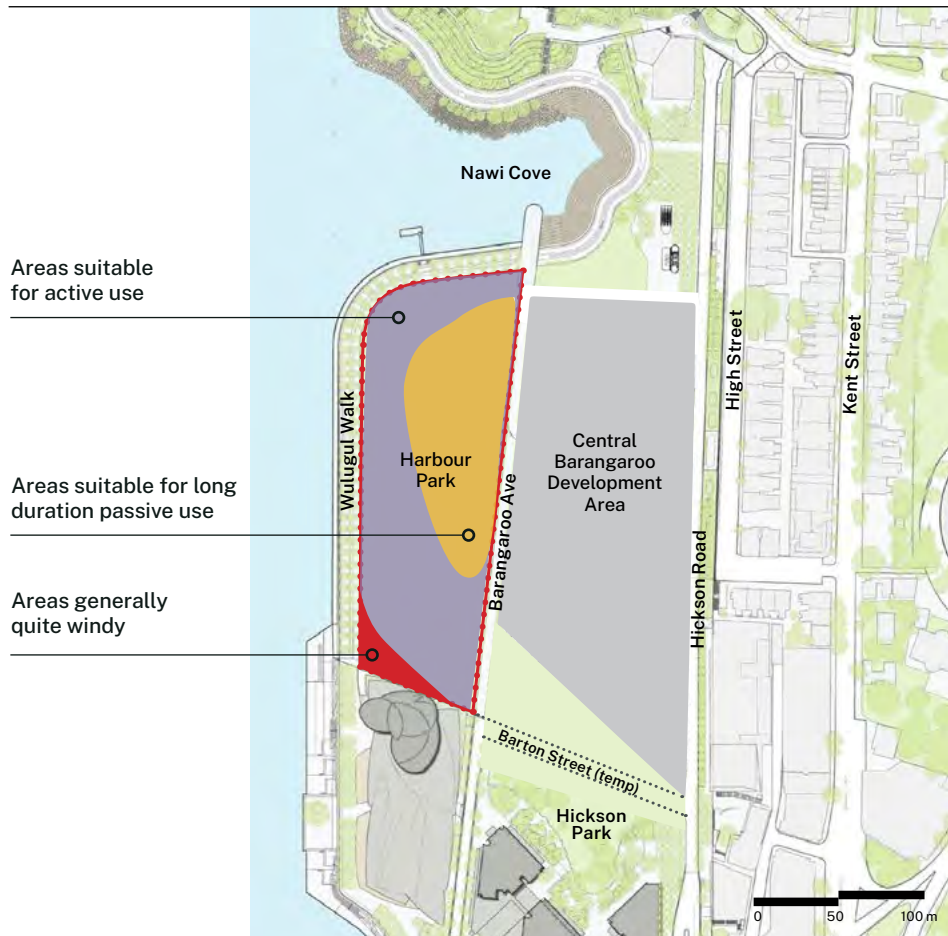 Nawi Cove
Areas suitable
for active use
High Street
Kent Street
Wulugul Walk
Harbour
Park
Central
Barangaroo
Development
Area
Areas suitable for long
duration passive use
Barangaroo Ave
Hickson Road
Areas generally
quite windy
Barton Street (temp)
Hickson
Park
0 50 100 m